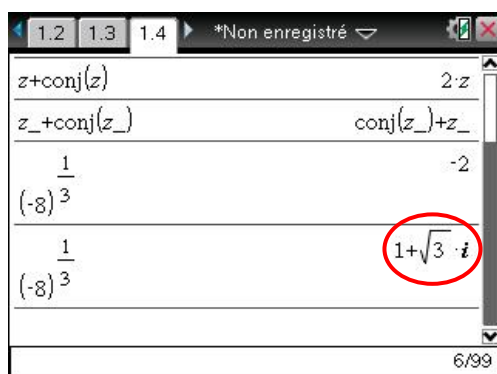 1.2 1.3 1.4 *Non enregistré
z+conj(z) 2·z
z_+conj(z_) conj(z_)+z_
(-8)^(1/3) -2
(-8)^(1/3) 1+√3·i
6/99